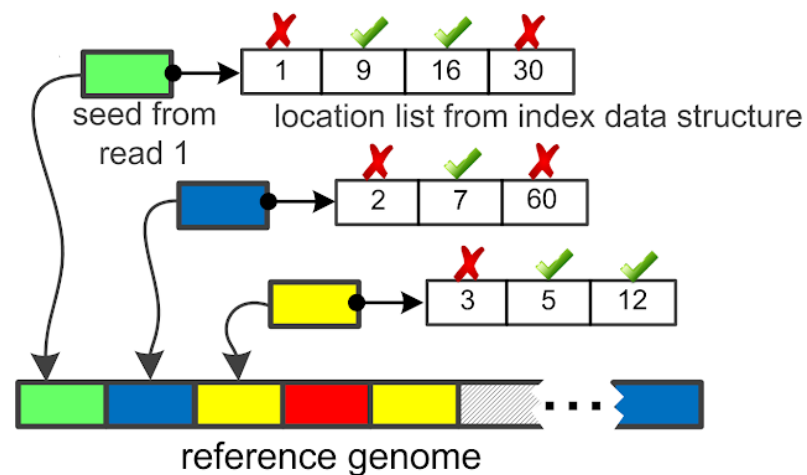 1 9 16 30
seed from
read 1
location list from index data structure
2 7 60
3 5 12
reference genome